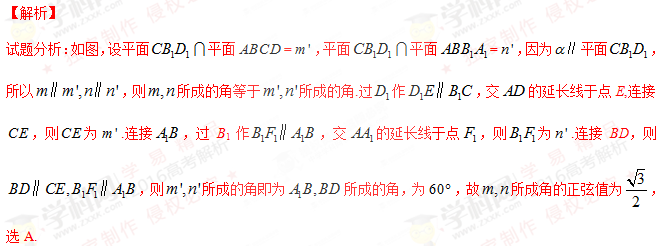 【解析】
试题分析:如图,设平面CB₁D₁∩平面ABCD=m',平面CB₁D₁∩平面ABB₁A₁=n',因为α∥平面CB₁D₁,
所以m∥m',n∥n',则m,n所成的角等于m',n'所成的角.过D₁作D₁E∥B₁C,交AD的延长线于点E,连接
CE,则CE为m'.连接A₁B,过B₁作B₁F₁∥A₁B,交AA₁的延长线于点F₁,则B₁F₁为n'.连接BD,则
BD∥CE,B₁F₁∥A₁B,则m',n'所成的角即为A₁B,BD所成的角,为60°,故m,n所成角的正弦值为√3/2,
选A.